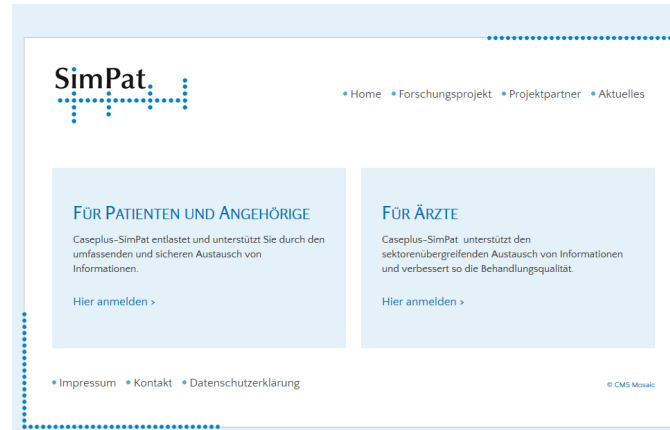 SimPat
Home Forschungsprojekt Projektpartner Aktuelles
FÜR PATIENTEN UND ANGEHÖRIGE
Caseplus-SimPat entlastet und unterstützt Sie durch den
umfassenden und sicheren Austausch von
Informationen.
Hier anmelden >
FÜR ÄRZTE
Caseplus-SimPat unterstützt den
sektorenübergreifenden Austausch von Informationen
und verbessert so die Behandlungsqualität.
Hier anmelden >
Impressum Kontakt Datenschutzerklärung
© CMS Mosaic